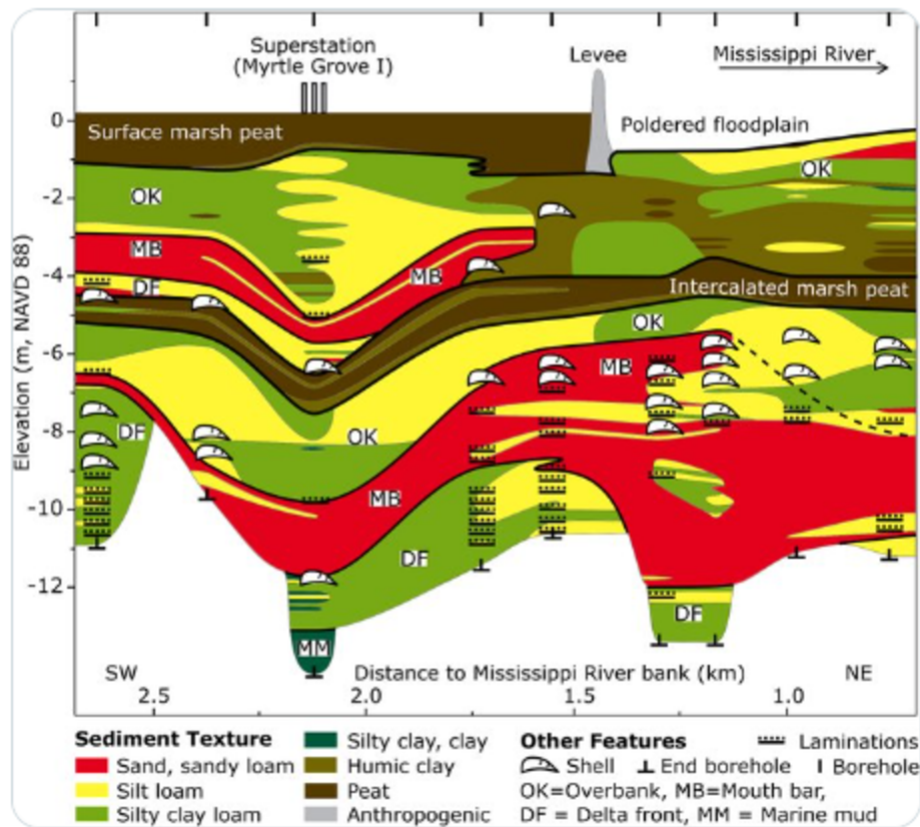 Superstation
(Myrtle Grove I)
Levee
Mississippi River
0
Surface marsh peat
Poldered floodplain
OK
-2
OK
MB
MB
-4
DF
Intercalated marsh peat
OK
-6
MB
DF
-8
OK
MB
-10
DF
-12
DF
MM
Elevation (m, NAVD 88)
SW
Distance to Mississippi River bank (km)
NE
2.5
2.0
1.5
1.0
Sediment Texture
Sand, sandy loam
Silt loam
Silty clay loam
Silty clay, clay
Humic clay
Peat
Anthropogenic
Other Features
Laminations
Shell
End borehole
Borehole
OK=Overbank, MB=Mouth bar,
DF = Delta front, MM = Marine mud